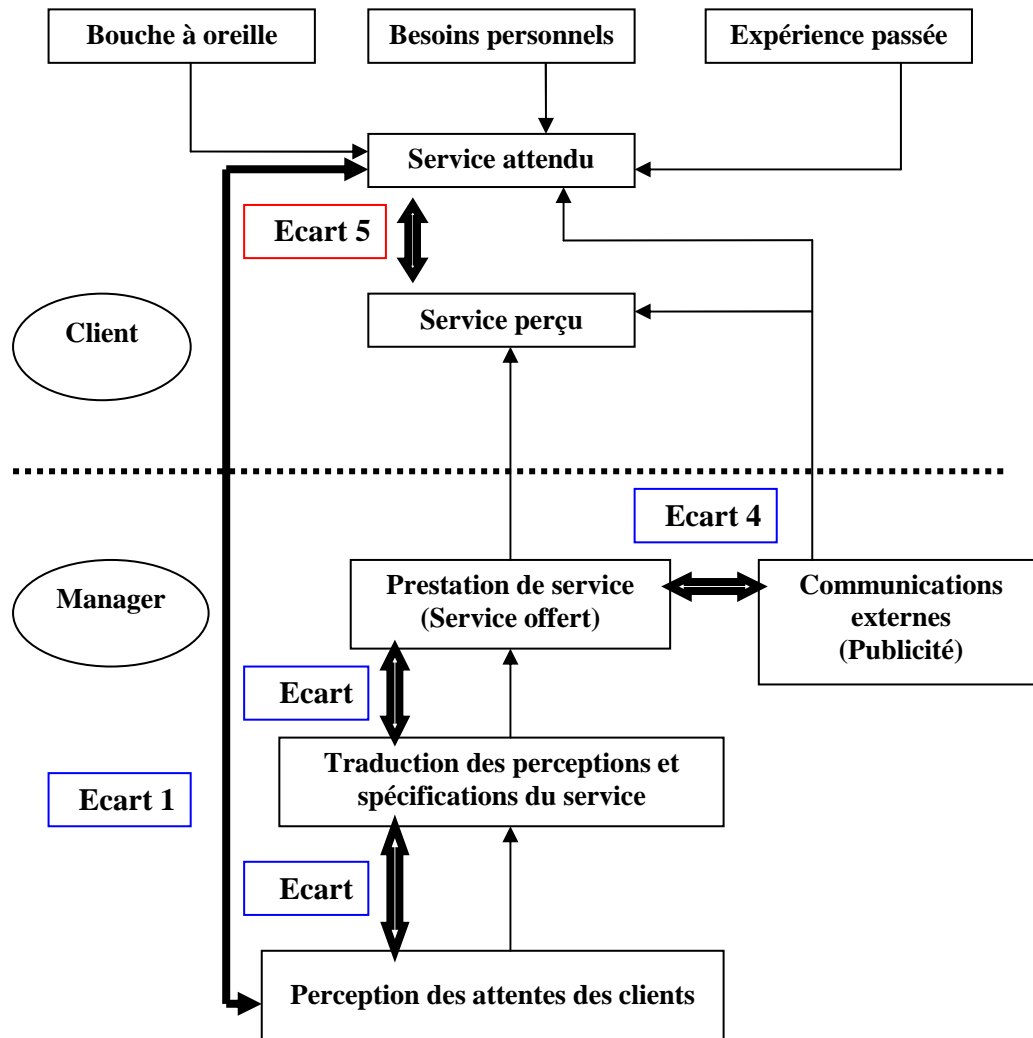 Bouche à oreille
Besoins personnels
Expérience passée
Service attendu
Ecart 5
Service perçu
Client
Ecart 4
Manager
Prestation de service
(Service offert)
Communications
externes
(Publicité)
Ecart
Traduction des perceptions et
spécifications du service
Ecart 1
Ecart
Perception des attentes des clients